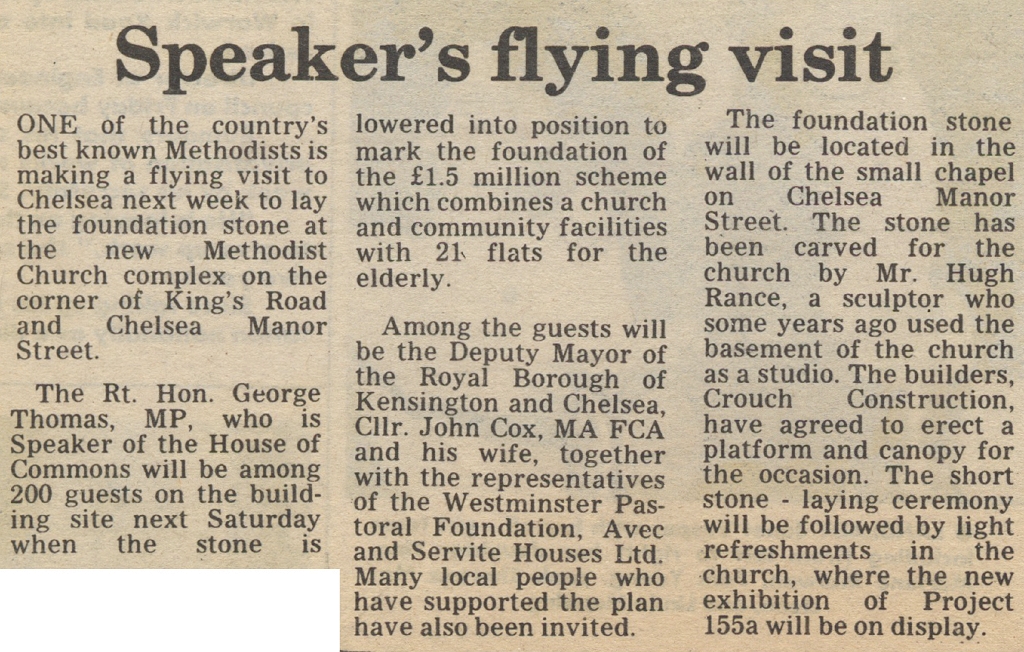 Speaker's flying visit
ONE of the country's
best known Methodists is
making a flying visit to
Chelsea next week to lay
the foundation stone at
the new Methodist
Church complex on the
corner of King's Road
and Chelsea Manor
Street.
The Rt. Hon. George
Thomas, MP, who is
Speaker of the House of
Commons will be among
200 guests on the build-
ing site next Saturday
when the stone is
lowered into position to
mark the foundation of
the £1.5 million scheme
which combines a church
and community facilities
with 21 flats for the
elderly.
Among the guests will
be the Deputy Mayor of
the Royal Borough of
Kensington and Chelsea,
Cllr. John Cox, MA FCA
and his wife, together
with the representatives
of the Westminster Pas-
toral Foundation, Avec
and Servite Houses Ltd.
Many local people who
have supported the plan
have also been invited.
The foundation stone
will be located in the
wall of the small chapel
on Chelsea Manor
Street. The stone has
been carved for the
church by Mr. Hugh
Rance, a sculptor who
some years ago used the
basement of the church
as a studio. The builders,
Crouch Construction,
have agreed to erect a
platform and canopy for
the occasion. The short
stone - laying ceremony
will be followed by light
refreshments in the
church, where the new
exhibition of Project
155a will be on display.